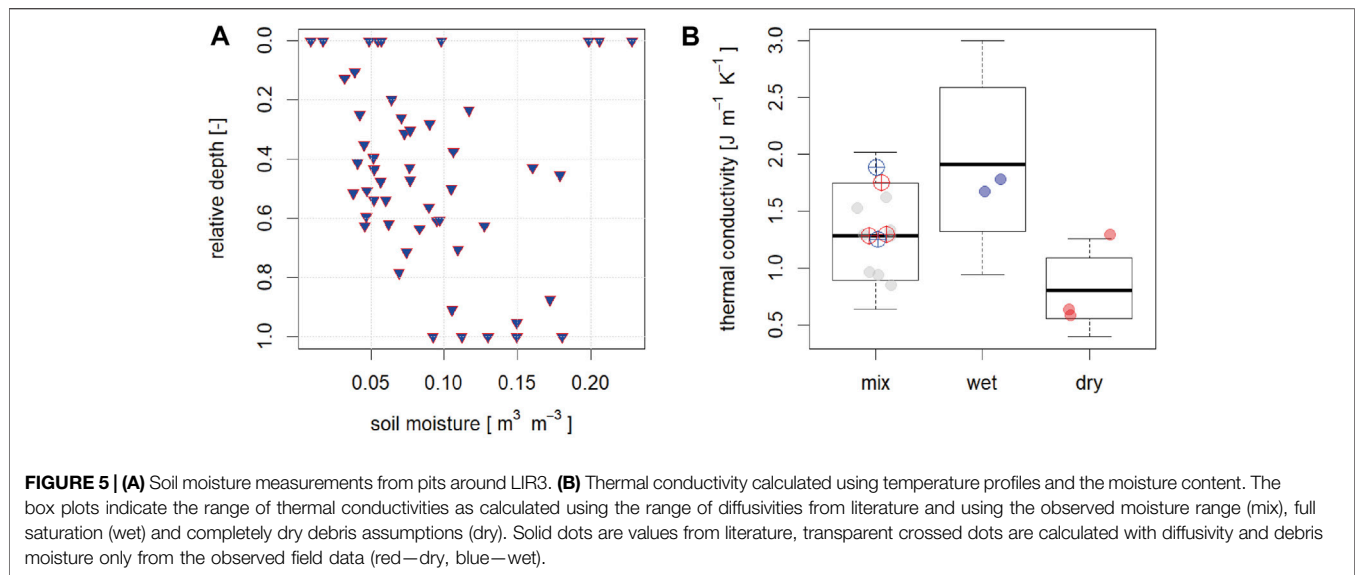 A
0.0
0.2
0.4
0.6
0.8
1.0
relative depth [-]
0.05 0.10 0.15 0.20
soil moisture [ m³ m⁻³ ]
B
3.0
2.5
2.0
1.5
1.0
0.5
thermal conductivity [ J m⁻¹ K⁻¹ ]
mix wet dry
FIGURE 5 | (A) Soil moisture measurements from pits around LIR3. (B) Thermal conductivity calculated using temperature profiles and the moisture content. The
box plots indicate the range of thermal conductivities as calculated using the range of diffusivities from literature and using the observed moisture range (mix), full
saturation (wet) and completely dry debris assumptions (dry). Solid dots are values from literature, transparent crossed dots are calculated with diffusivity and debris
moisture only from the observed field data (red—dry, blue—wet).